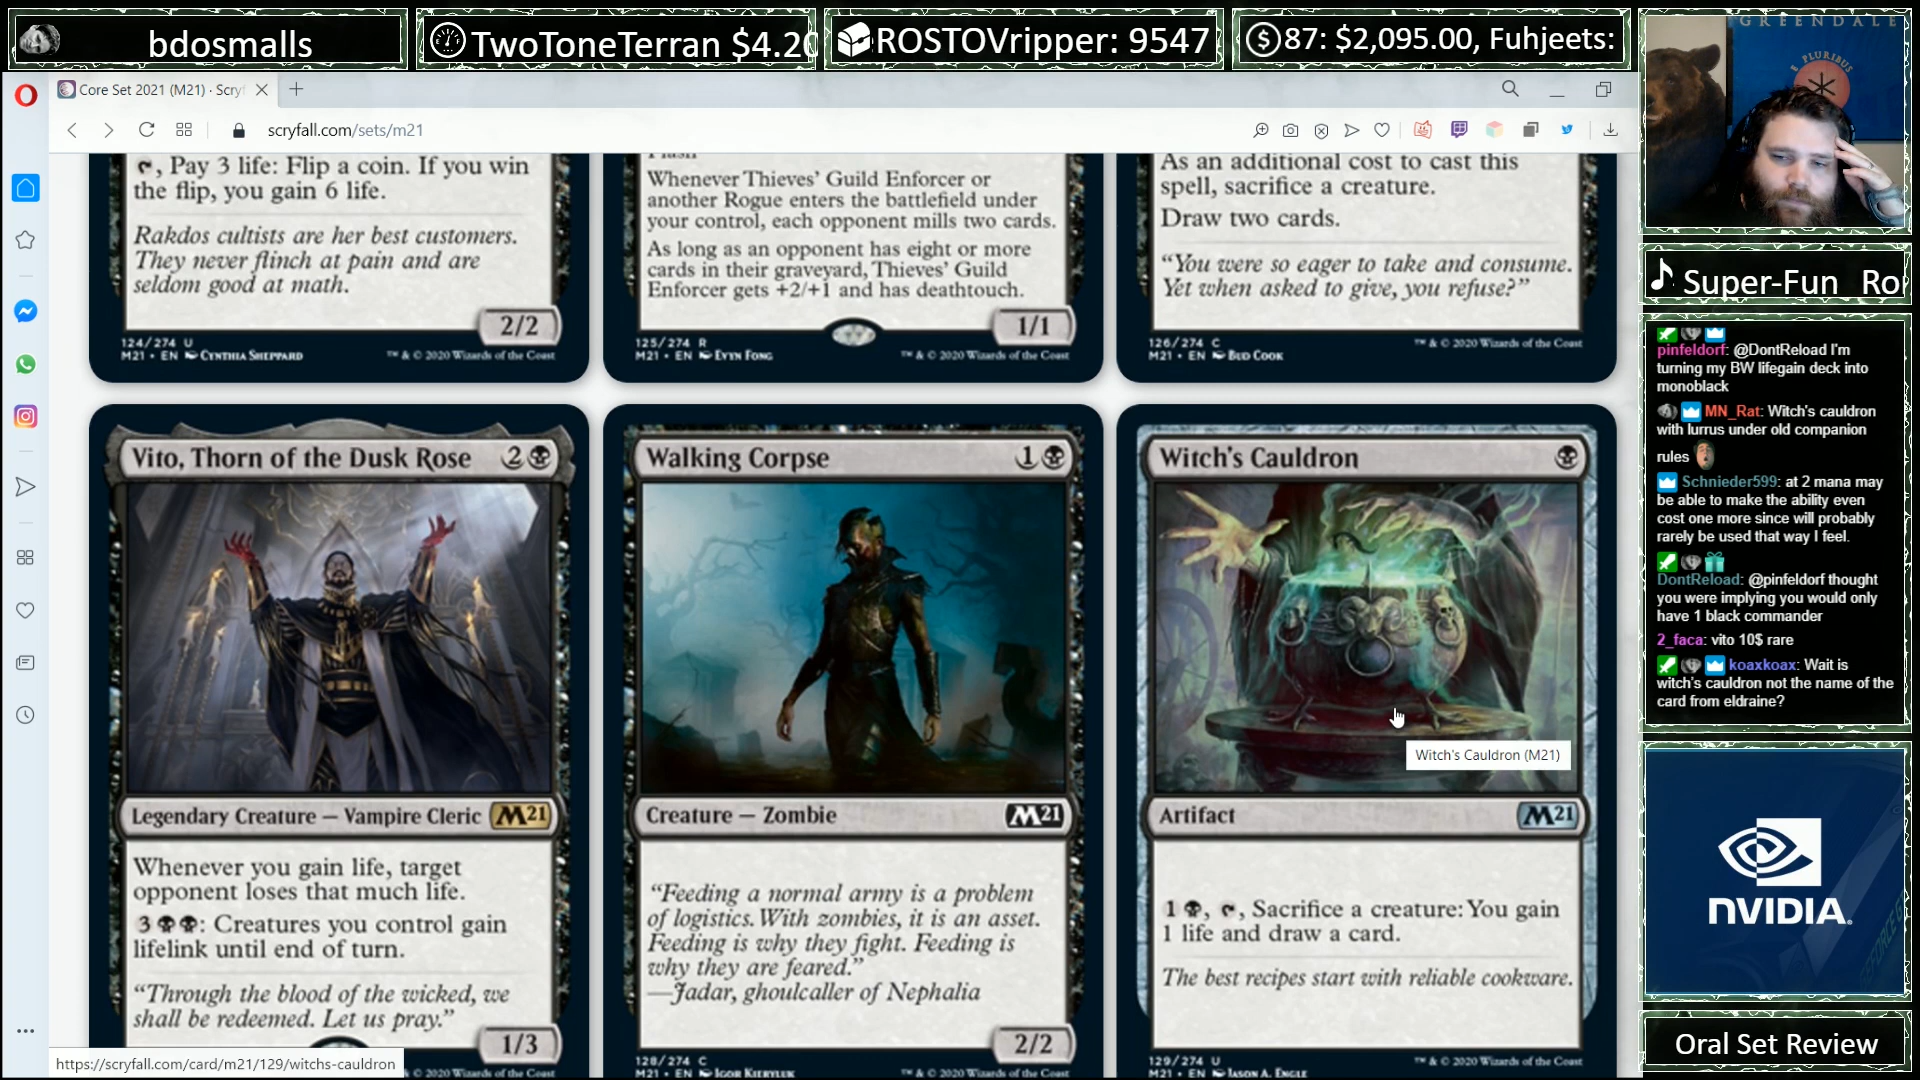 bdosmalls
TwoToneTerran $4.20
ROSTOVripper: 9547
87: $2,095.00, Fuhjeets:
GREENDALE
E PLURIBUS
Core Set 2021 (M21) · Scryf
scryfall.com/sets/m21
, Pay 3 life: Flip a coin. If you win
the flip, you gain 6 life.
Rakdos cultists are her best customers.
They never flinch at pain and are
seldom good at math.
2/2
124/274 U
M21 • EN CYNTHIA SHEPPARD
™ & © 2020 Wizards of the Coast
Flash
Whenever Thieves' Guild Enforcer or
another Rogue enters the battlefield under
your control, each opponent mills two cards.
As long as an opponent has eight or more
cards in their graveyard, Thieves' Guild
Enforcer gets +2/+1 and has deathtouch.
1/1
125/274 R
M21 • EN EVYN FONG
™ & © 2020 Wizards of the Coast
As an additional cost to cast this
spell, sacrifice a creature.
Draw two cards.
"You were so eager to take and consume.
Yet when asked to give, you refuse?"
126/274 C
M21 • EN BUD COOK
™ & © 2020 Wizards of the Coast
Vito, Thorn of the Dusk Rose 2
Legendary Creature — Vampire Cleric M21
Whenever you gain life, target
opponent loses that much life.
3 : Creatures you control gain
lifelink until end of turn.
"Through the blood of the wicked, we
shall be redeemed. Let us pray."
1/3
https://scryfall.com/card/m21/129/witchs-cauldron
© 2020 Wizards of the Coast
Walking Corpse 1
Creature — Zombie M21
"Feeding a normal army is a problem
of logistics. With zombies, it is an asset.
Feeding is why they fight. Feeding is
why they are feared."
—Jadar, ghoulcaller of Nephalia
2/2
128/274 C
M21 • EN IGOR KIERYLUK
™ & © 2020 Wizards of the Coast
Witch's Cauldron
Witch's Cauldron (M21)
Artifact M21
1 , , Sacrifice a creature: You gain
1 life and draw a card.
The best recipes start with reliable cookware.
129/274 U
M21 • EN JASON A. ENGLE
™ & © 2020 Wizards of the Coast
Super-Fun Ro
pinfeldorf: @DontReload I'm
turning my BW lifegain deck into
monoblack
MN_Rat: Witch's cauldron
with lurrus under old companion
rules
Schnieder599: at 2 mana may
be able to make the ability even
cost one more since will probably
rarely be used that way I feel.
DontReload: @pinfeldorf thought
you were implying you would only
have 1 black commander
2_faca: vito 10$ rare
koaxkoax: Wait is
witch's cauldron not the name of the
card from eldraine?
NVIDIA.
Oral Set Review